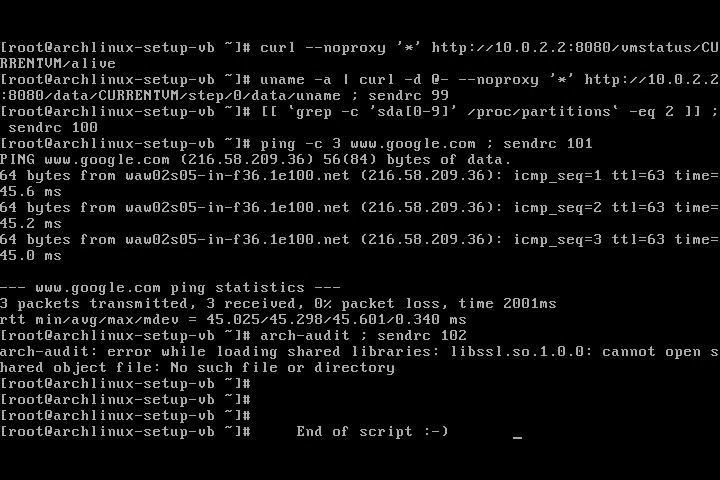 [root@archlinux-setup-vb ~]# curl --noproxy '*' http://10.0.2.2:8080/vmstatus/CU
RRENTVM/alive
[root@archlinux-setup-vb ~]# uname -a | curl -d @- --noproxy '*' http://10.0.2.2
:8080/data/CURRENTVM/step/0/data/uname ; sendrc 99
[root@archlinux-setup-vb ~]# [[ `grep -c 'sda[0-9]' /proc/partitions` -eq 2 ]] ;
 sendrc 100
[root@archlinux-setup-vb ~]# ping -c 3 www.google.com ; sendrc 101
PING www.google.com (216.58.209.36) 56(84) bytes of data.
64 bytes from waw02s05-in-f36.1e100.net (216.58.209.36): icmp_seq=1 ttl=63 time=
45.6 ms
64 bytes from waw02s05-in-f36.1e100.net (216.58.209.36): icmp_seq=2 ttl=63 time=
45.2 ms
64 bytes from waw02s05-in-f36.1e100.net (216.58.209.36): icmp_seq=3 ttl=63 time=
45.0 ms

--- www.google.com ping statistics ---
3 packets transmitted, 3 received, 0% packet loss, time 2001ms
rtt min/avg/max/mdev = 45.025/45.298/45.601/0.340 ms
[root@archlinux-setup-vb ~]# arch-audit ; sendrc 102
arch-audit: error while loading shared libraries: libssl.so.1.0.0: cannot open s
hared object file: No such file or directory
[root@archlinux-setup-vb ~]#
[root@archlinux-setup-vb ~]#
[root@archlinux-setup-vb ~]#
[root@archlinux-setup-vb ~]#      End of script :-)        _